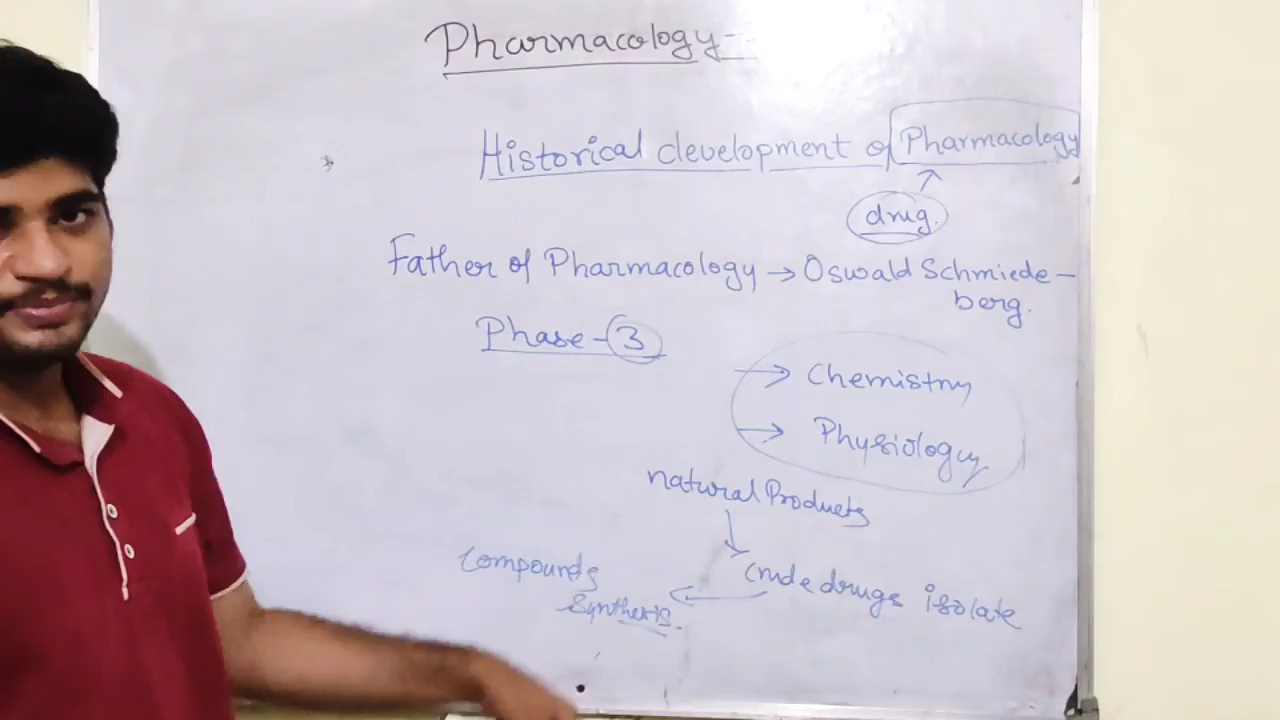 Pharmacology-
Historical development of Pharmacology
drug.
Father of Pharmacology → Oswald Schmiede-
berg.
Phase-3
→ Chemistry
→ Physiology
natural Products
crude drugs isolate
Compounds
Synthesis.